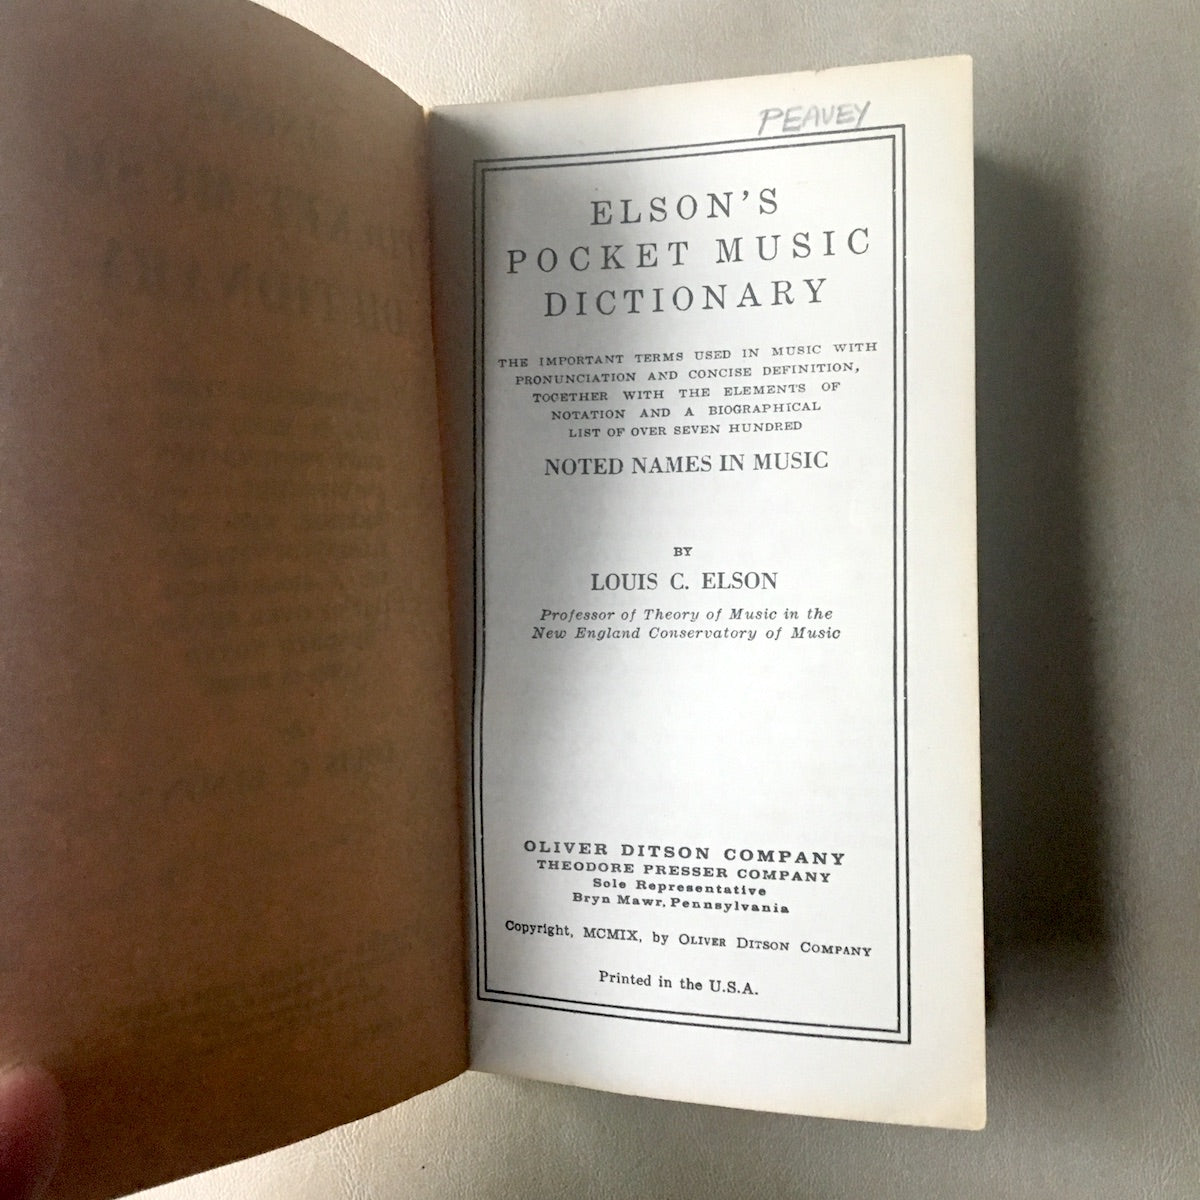 PEAVEY
ELSON'S
POCKET MUSIC
DICTIONARY
THE IMPORTANT TERMS USED IN MUSIC WITH
PRONUNCIATION AND CONCISE DEFINITION,
TOGETHER WITH THE ELEMENTS OF
NOTATION AND A BIOGRAPHICAL
LIST OF OVER SEVEN HUNDRED
NOTED NAMES IN MUSIC
BY
LOUIS C. ELSON
Professor of Theory of Music in the
New England Conservatory of Music
OLIVER DITSON COMPANY
THEODORE PRESSER COMPANY
Sole Representative
Bryn Mawr, Pennsylvania
Copyright, MCMIX, by OLIVER DITSON COMPANY
Printed in the U.S.A.